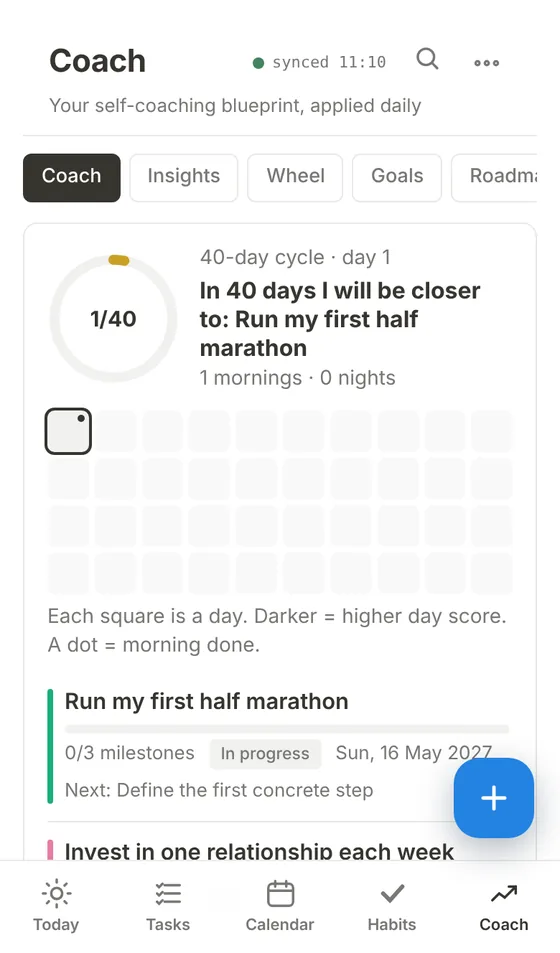 Coach
synced 11:10
Your self-coaching blueprint, applied daily
Coach
Insights
Wheel
Goals
Roadma
40-day cycle · day 1
1/40
In 40 days I will be closer
to: Run my first half
marathon
1 mornings · 0 nights
Each square is a day. Darker = higher day score.
A dot = morning done.
Run my first half marathon
0/3 milestones In progress Sun, 16 May 2027
Next: Define the first concrete step
Invest in one relationship each week
Today
Tasks
Calendar
Habits
Coach